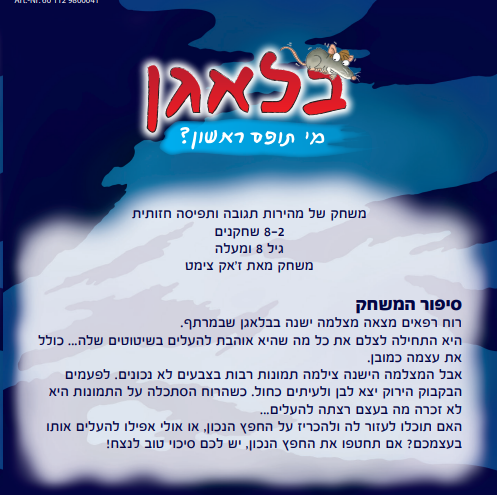 Art.-Nr. 60 112 9800041
בלאגן
מי תופס ראשון?
משחק של מהירות תגובה ותפיסה חזותית
8-2 שחקנים
גיל 8 ומעלה
משחק מאת ז'אק צימט
סיפור המשחק
רוח רפאים מצאה מצלמה ישנה בבלאגן שבמרתף.
היא התחילה לצלם את כל מה שהיא אוהבת להעלים בשיטוטים שלה... כולל
את עצמה כמובן.
אבל המצלמה הישנה צילמה תמונות רבות בצבעים לא נכונים. לפעמים
הבקבוק הירוק יצא לבן ולעיתים כחול. כשהרוח הסתכלה על התמונות היא
לא זכרה מה בעצם רצתה להעלים...
האם תוכלו לעזור לה ולהכריז על החפץ הנכון, או אולי אפילו להעלים אותו
בעצמכם? אם תחטפו את החפץ הנכון, יש לכם סיכוי טוב לנצח!